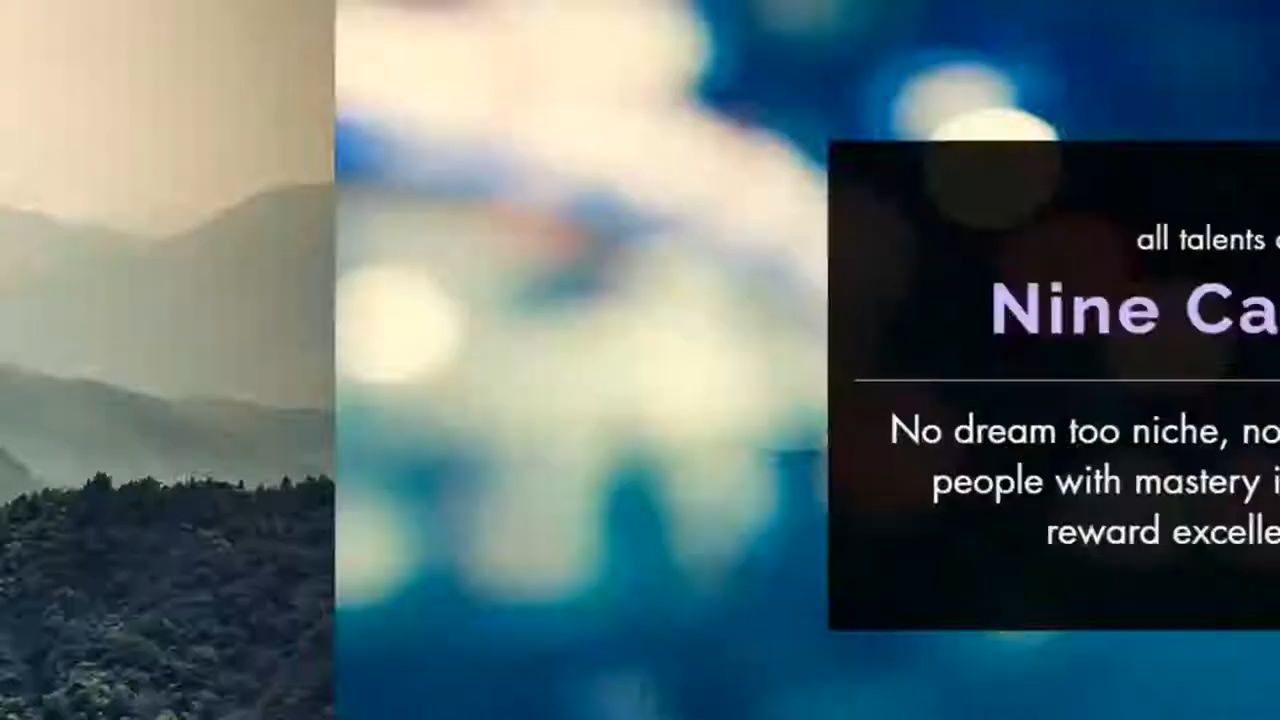 all talents
Nine Ca
No dream too niche, no
people with mastery i
reward excelle